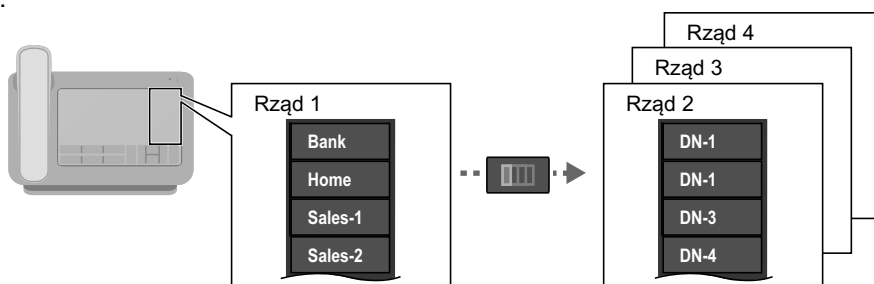 .
Rząd 4
Rząd 3
Rząd 1
Rząd 2
Bank
Home
Sales-1
Sales-2
DN-1
DN-1
DN-3
DN-4